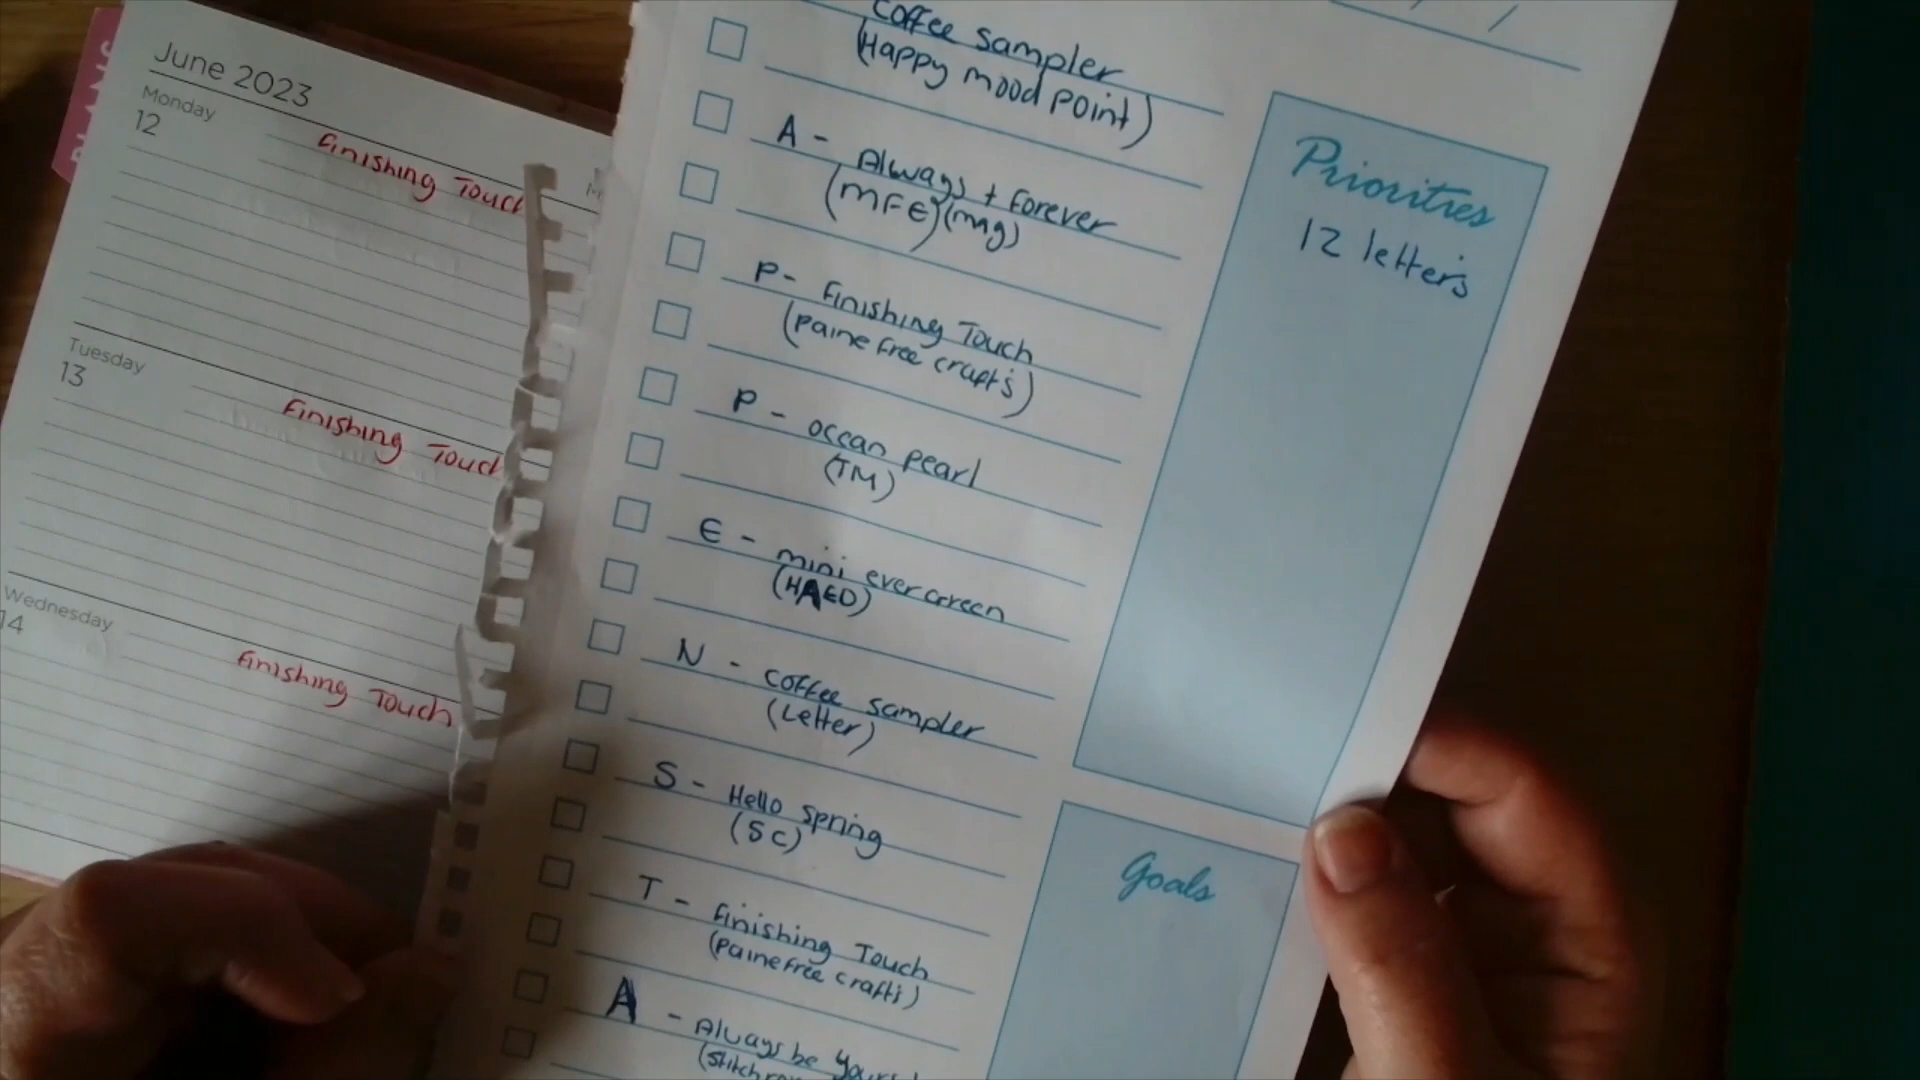 June 2023
Monday
12
Finishing Touch
Tuesday
13
Finishing Touch
Wednesday
14
Finishing Touch
Coffee Sampler
(Happy mood point)
A - Always + Forever
(MFE) (mag)
P - Finishing Touch
(Paine free crafts)
P - ocean pearl
(TM)
E - mini evergreen
(HAED)
N - Coffee sampler
(Letter)
S - Hello Spring
(SC)
T - Finishing Touch
(Paine free crafts)
A - Always be
Priorities
12 letters
Goals